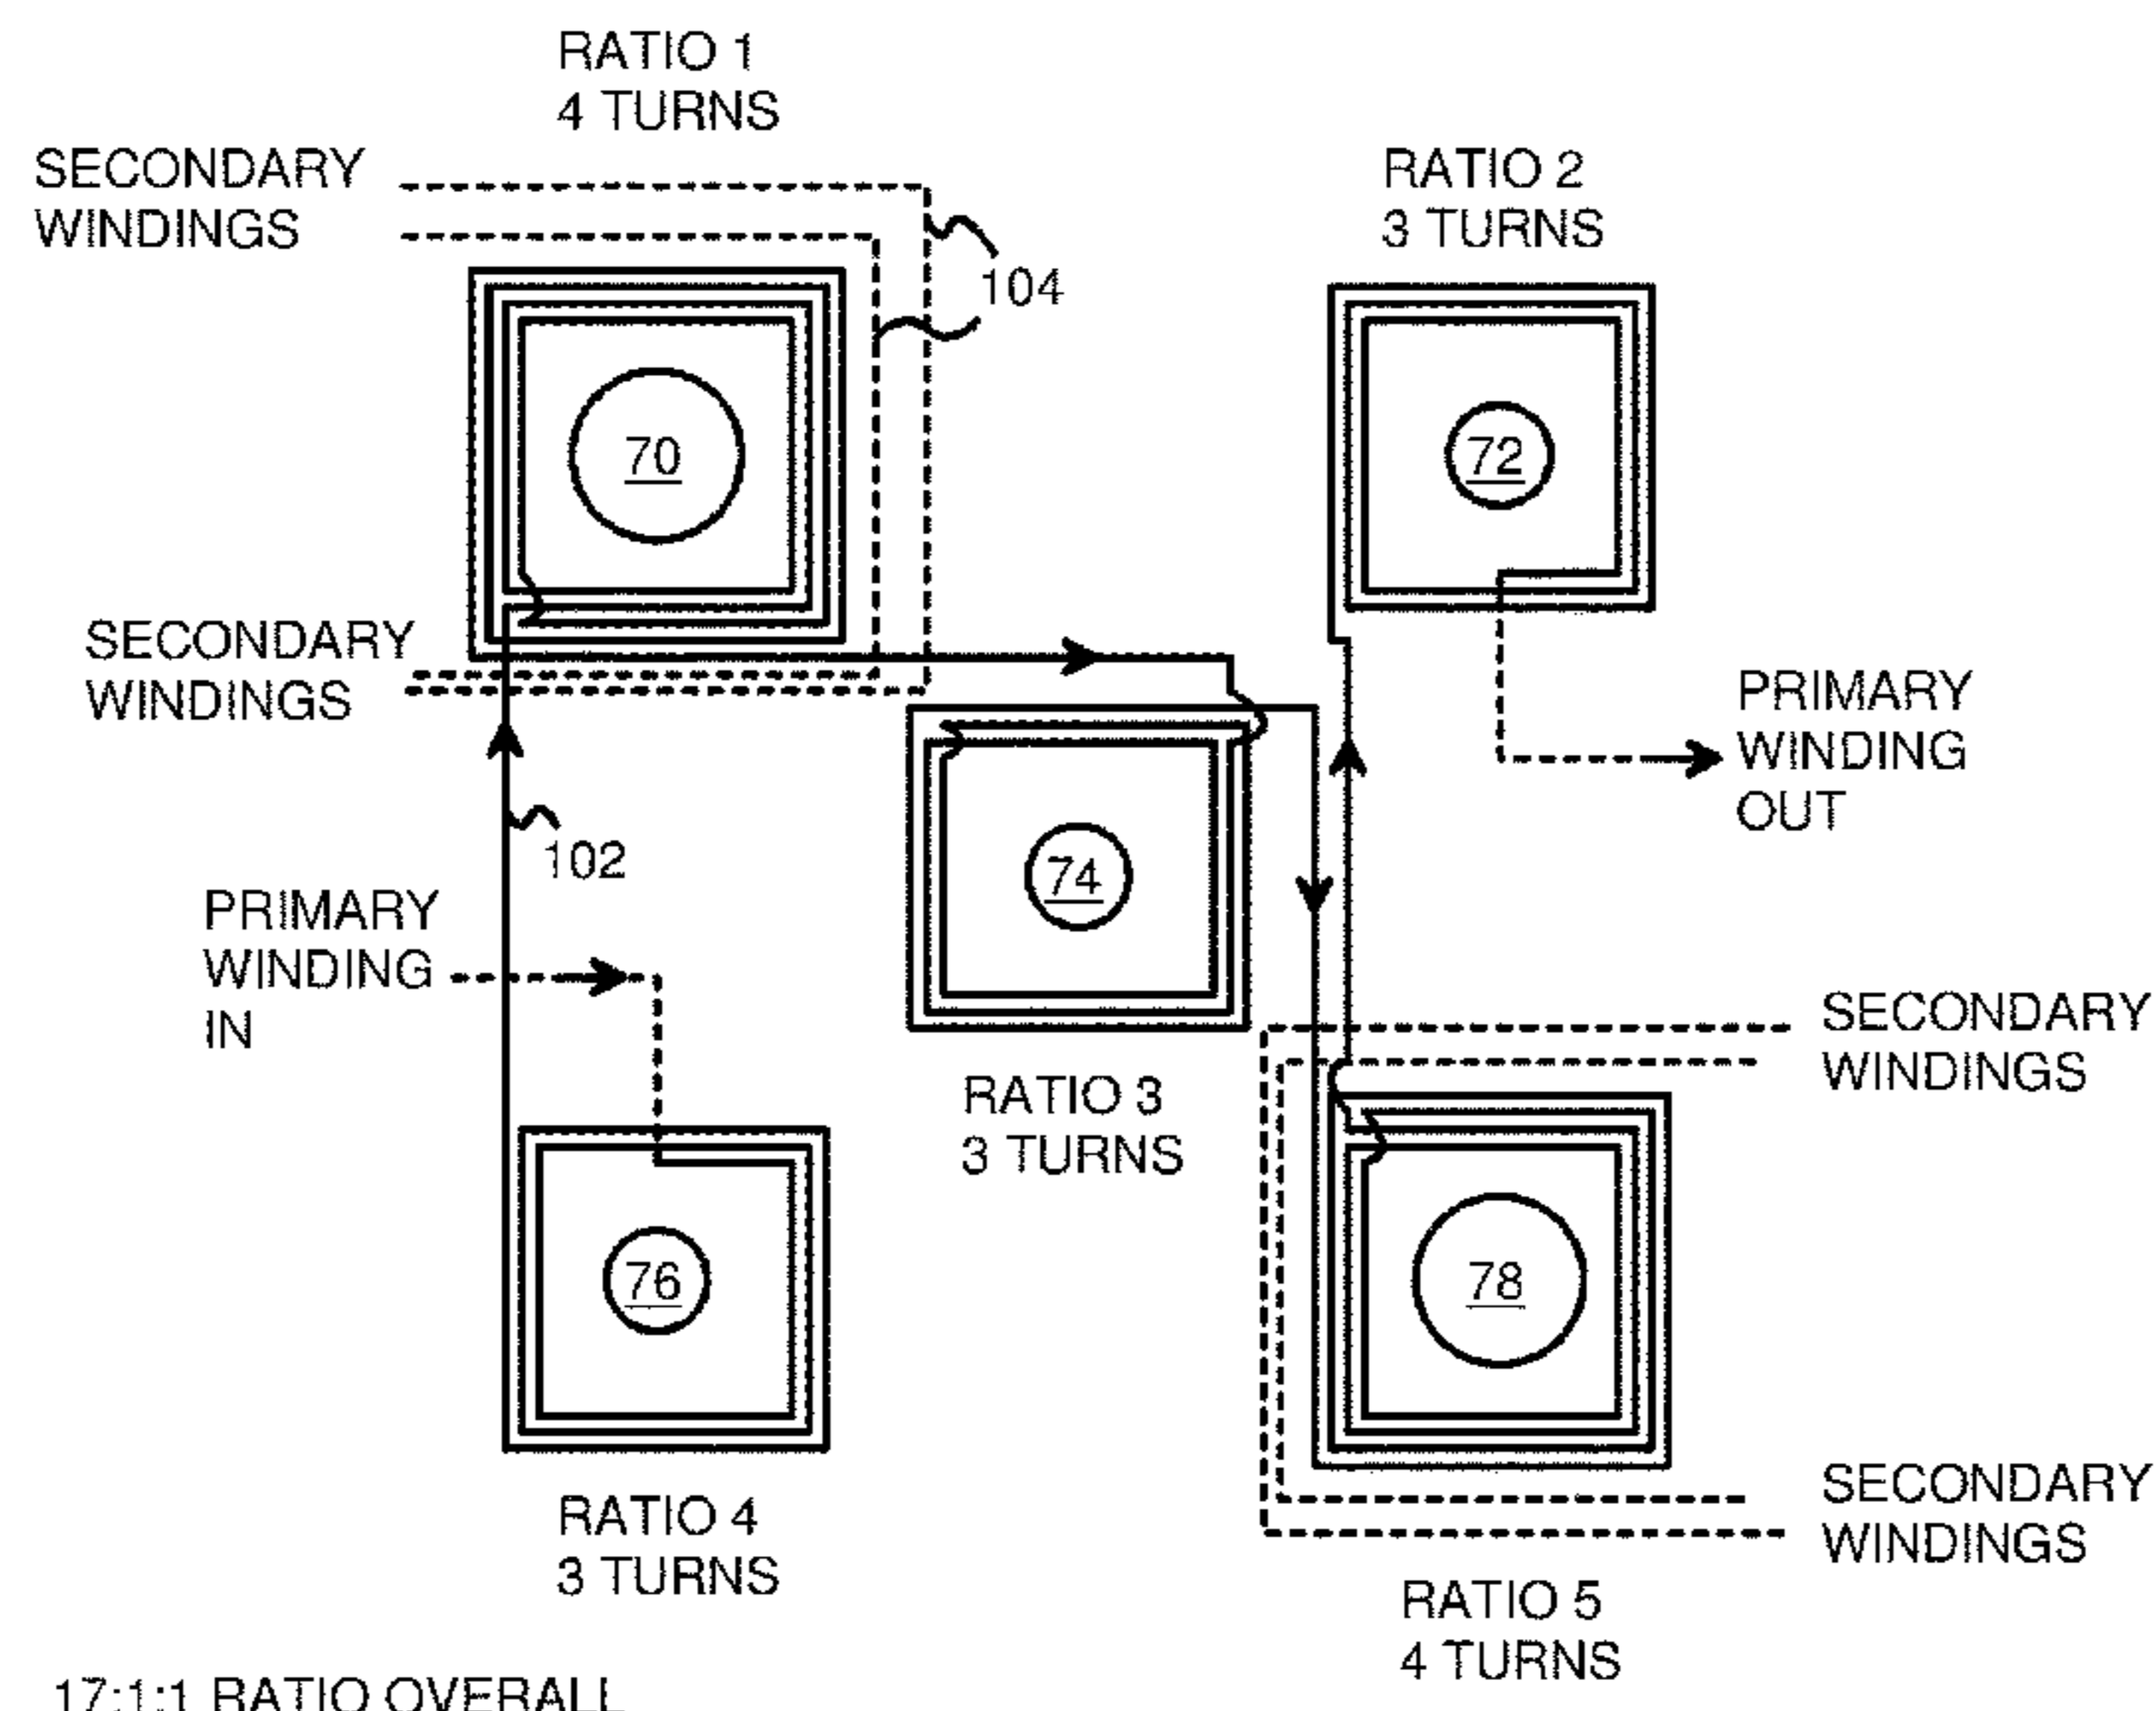 RATIO 1
4 TURNS
SECONDARY
WINDINGS
RATIO 2
3 TURNS
104
70
72
SECONDARY
WINDINGS
PRIMARY
WINDING
OUT
102
74
PRIMARY
WINDING
IN
SECONDARY
WINDINGS
RATIO 3
3 TURNS
76
78
RATIO 4
3 TURNS
SECONDARY
WINDINGS
RATIO 5
4 TURNS
17:1:1 RATIO OVERALL